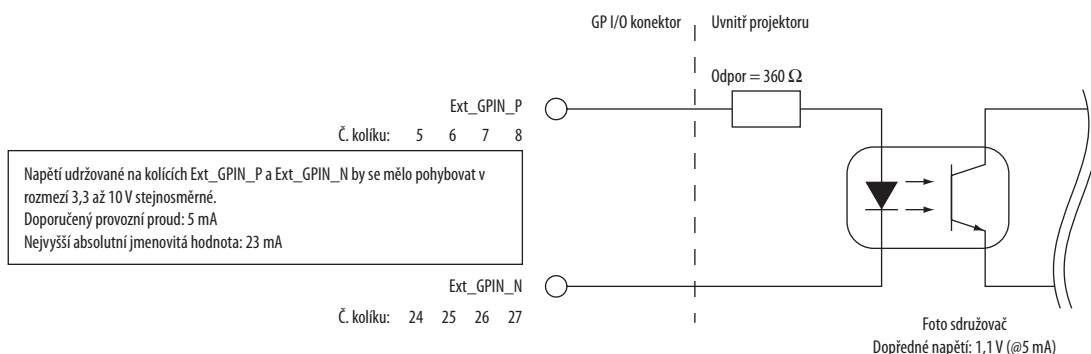 GP I/O konektor
Uvnitř projektoru
Odpor = 360 Ω
Ext_GPIN_P
Č. kolíku: 5 6 7 8
Napětí udržované na kolících Ext_GPIN_P a Ext_GPIN_N by se mělo pohybovat v
rozmezí 3,3 až 10 V stejnosměrné.
Doporučený provozní proud: 5 mA
Nejvyšší absolutní jmenovitá hodnota: 23 mA
Ext_GPIN_N
Č. kolíku: 24 25 26 27
Foto sdružovač
Dopředné napětí: 1,1 V (@5 mA)